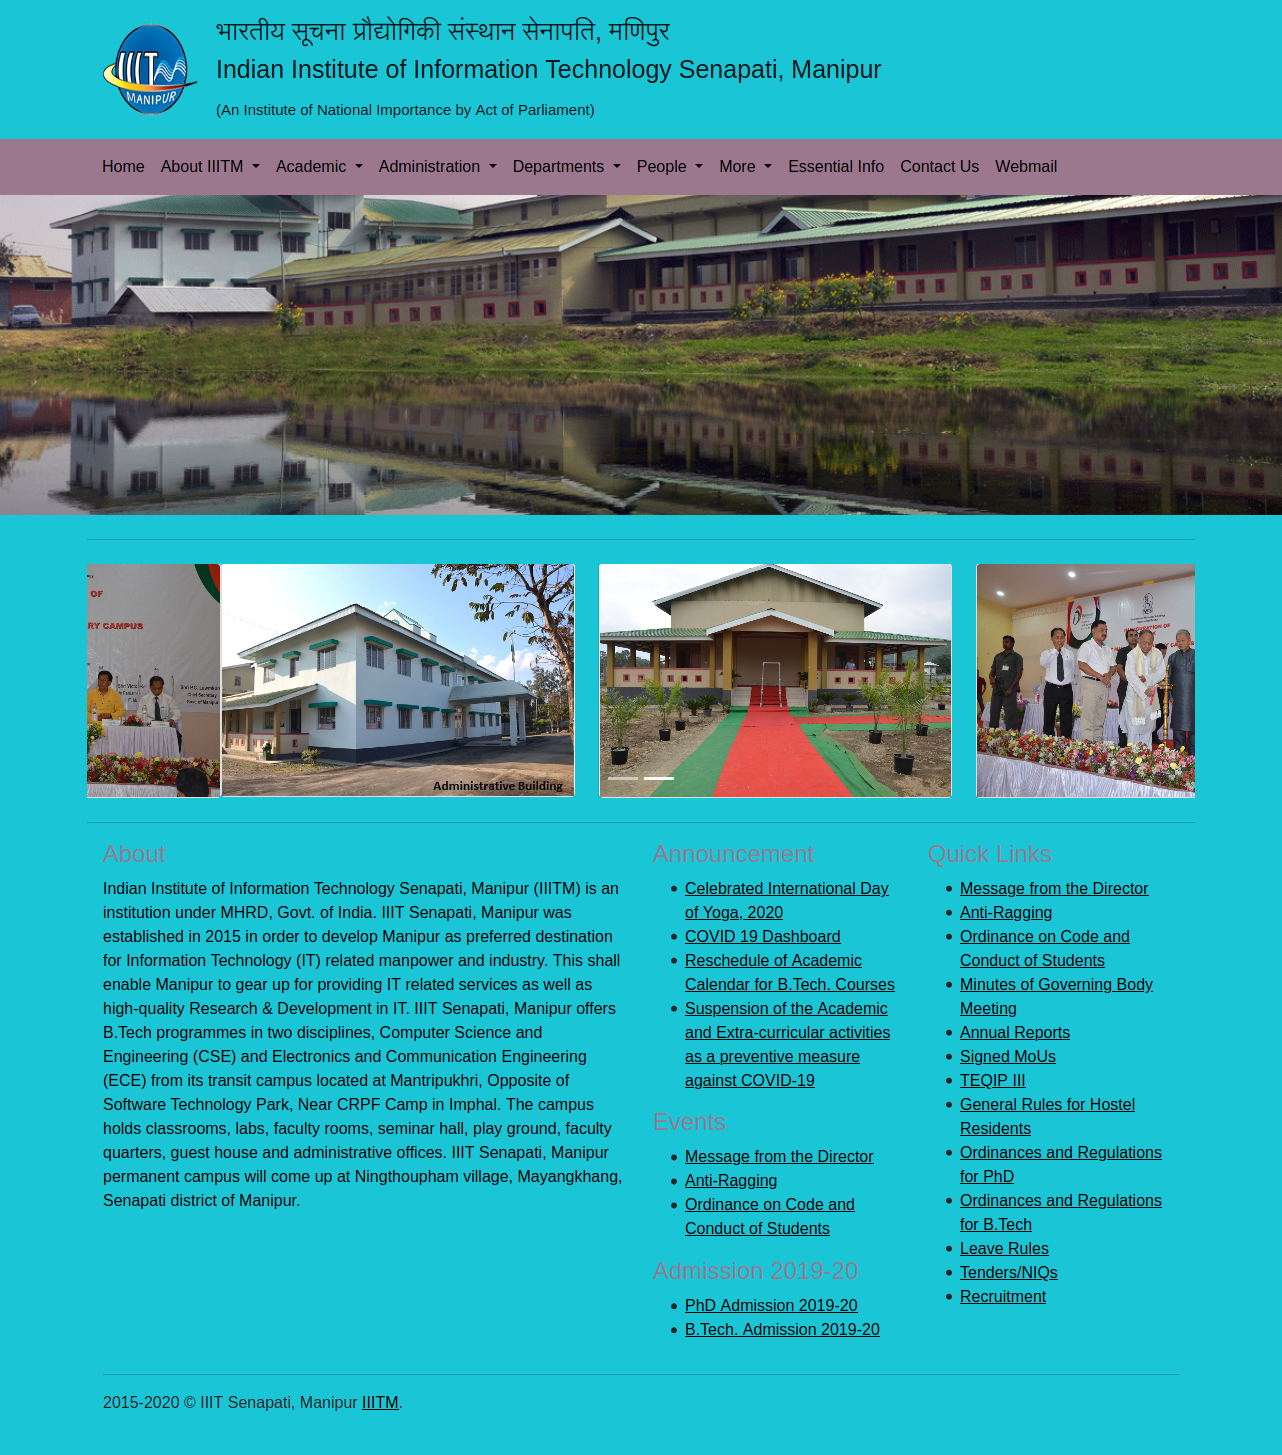 भारतीय सूचना प्रौद्योगिकी संस्थान सेनापति, मणिपुर
Indian Institute of Information Technology Senapati, Manipur
(An Institute of National Importance by Act of Parliament)
IIITM
MANIPUR
Home About IIITM Academic Administration Departments People More Essential Info Contact Us Webmail
OF
RY CAMPUS
Administrative Building
About
Indian Institute of Information Technology Senapati, Manipur (IIITM) is an
institution under MHRD, Govt. of India. IIIT Senapati, Manipur was
established in 2015 in order to develop Manipur as preferred destination
for Information Technology (IT) related manpower and industry. This shall
enable Manipur to gear up for providing IT related services as well as
high-quality Research & Development in IT. IIIT Senapati, Manipur offers
B.Tech programmes in two disciplines, Computer Science and
Engineering (CSE) and Electronics and Communication Engineering
(ECE) from its transit campus located at Mantripukhri, Opposite of
Software Technology Park, Near CRPF Camp in Imphal. The campus
holds classrooms, labs, faculty rooms, seminar hall, play ground, faculty
quarters, guest house and administrative offices. IIIT Senapati, Manipur
permanent campus will come up at Ningthoupham village, Mayangkhang,
Senapati district of Manipur.
Announcement
Celebrated International Day
of Yoga, 2020
COVID 19 Dashboard
Reschedule of Academic
Calendar for B.Tech. Courses
Suspension of the Academic
and Extra-curricular activities
as a preventive measure
against COVID-19
Events
Message from the Director
Anti-Ragging
Ordinance on Code and
Conduct of Students
Admission 2019-20
PhD Admission 2019-20
B.Tech. Admission 2019-20
Quick Links
Message from the Director
Anti-Ragging
Ordinance on Code and
Conduct of Students
Minutes of Governing Body
Meeting
Annual Reports
Signed MoUs
TEQIP III
General Rules for Hostel
Residents
Ordinances and Regulations
for PhD
Ordinances and Regulations
for B.Tech
Leave Rules
Tenders/NIQs
Recruitment
2015-2020 © IIIT Senapati, Manipur IIITM.